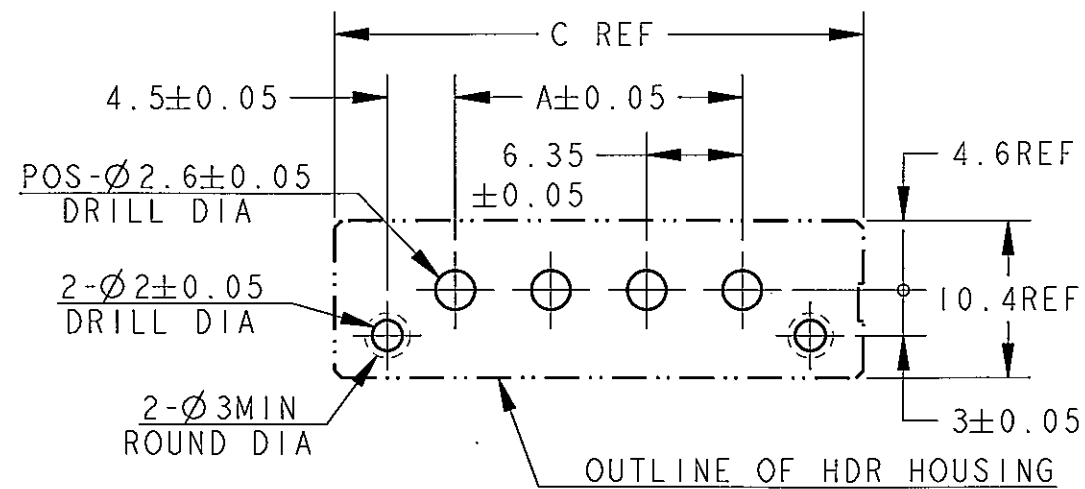 C REF
4.5±0.05
A±0.05
6.35
±0.05
4.6REF
POS-Ø2.6±0.05
DRILL DIA
2-Ø2±0.05
DRILL DIA
10.4REF
2-Ø3MIN
ROUND DIA
3±0.05
OUTLINE OF HDR HOUSING